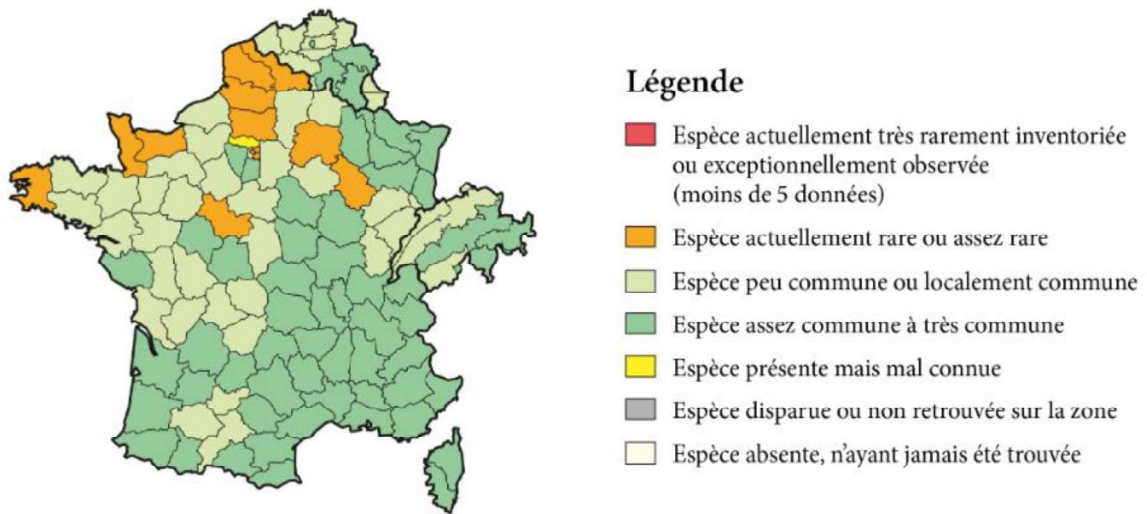 Légende
Espèce actuellement très rarement inventoriée
ou exceptionnellement observée
(moins de 5 données)
Espèce actuellement rare ou assez rare
Espèce peu commune ou localement commune
Espèce assez commune à très commune
Espèce présente mais mal connue
Espèce disparue ou non retrouvée sur la zone
Espèce absente, n'ayant jamais été trouvée